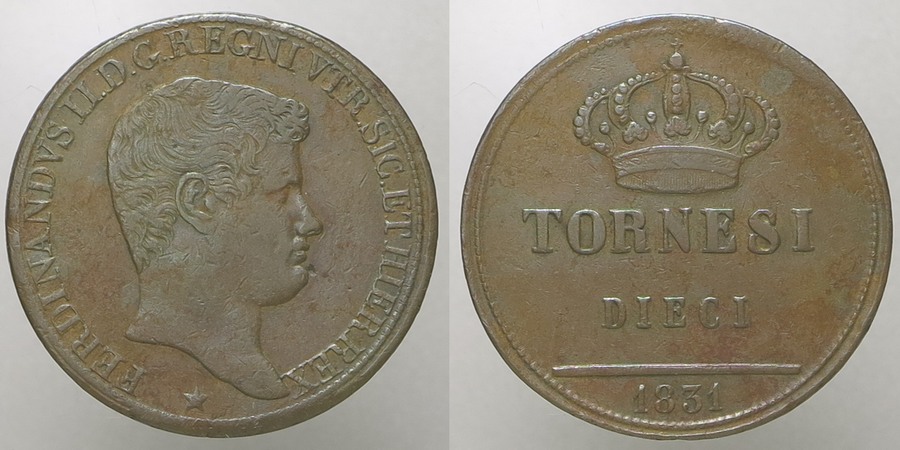 FERDINANDVS II.D.G.REGNI VTR.SIC.ET HIER.REX
TORNESI
DIECI
1831